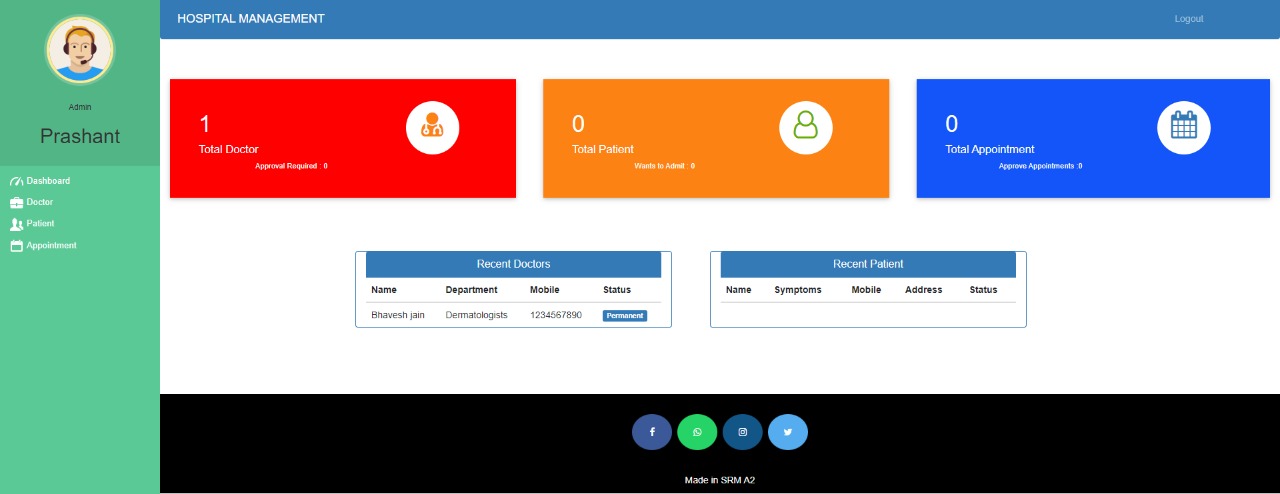 HOSPITAL MANAGEMENT
Logout
Admin
Prashant
Dashboard
Doctor
Patient
Appointment
1
Total Doctor
Approval Required : 0
0
Total Patient
Wants to Admit : 0
0
Total Appointment
Approve Appointments :0
Recent Doctors
Name Department Mobile Status
Bhavesh jain Dermatologists 1234567890 Permanent
Recent Patient
Name Symptoms Mobile Address Status
Made in SRM A2